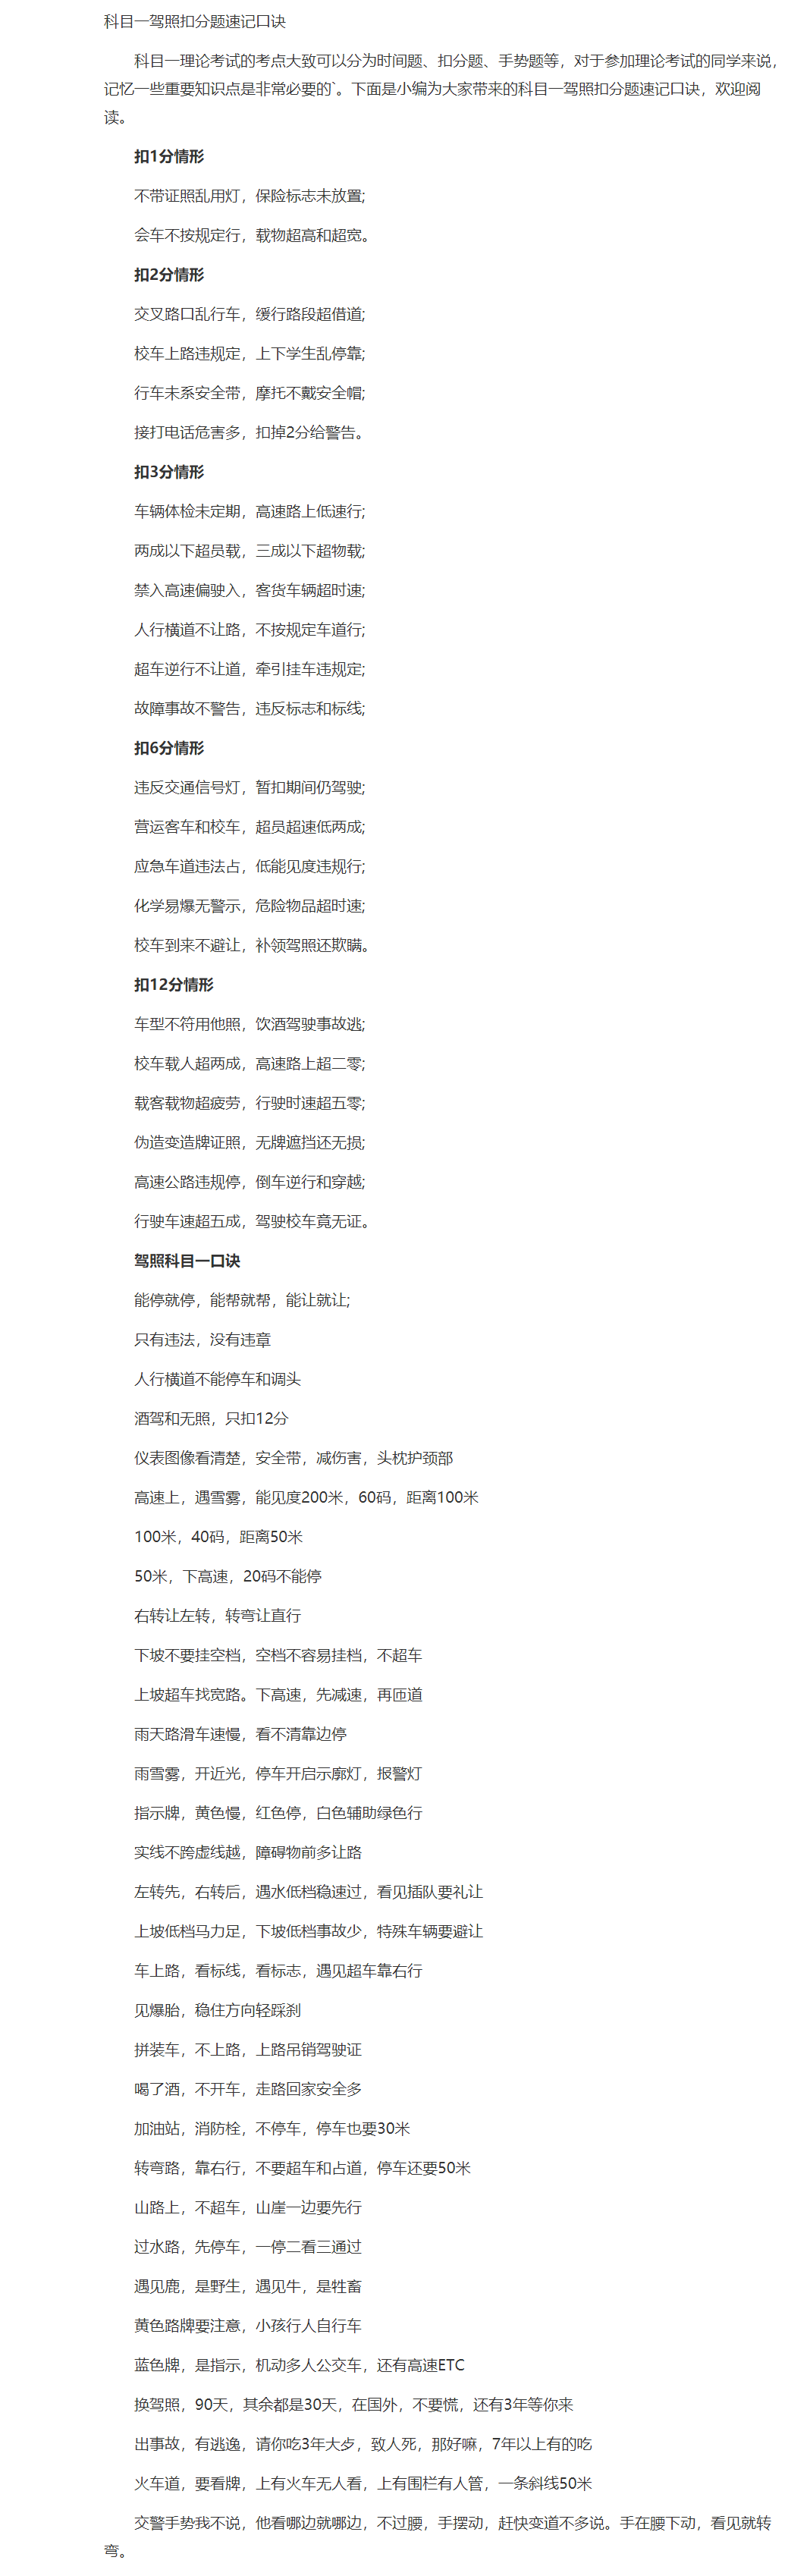 科目一驾照扣分题速记口诀
科目一理论考试的考点大致可以分为时间题、扣分题、手势题等，对于参加理论考试的同学来说，
记忆一些重要知识点是非常必要的`。下面是小编为大家带来的科目一驾照扣分题速记口诀，欢迎阅
读。
扣1分情形
不带证照乱用灯，保险标志未放置;
会车不按规定行，载物超高和超宽。
扣2分情形
交叉路口乱行车，缓行路段超借道;
校车上路违规定，上下学生乱停靠;
行车未系安全带，摩托不戴安全帽;
接打电话危害多，扣掉2分给警告。
扣3分情形
车辆体检未定期，高速路上低速行;
两成以下超员载，三成以下超物载;
禁入高速偏驶入，客货车辆超时速;
人行横道不让路，不按规定车道行;
超车逆行不让道，牵引挂车违规定;
故障事故不警告，违反标志和标线;
扣6分情形
违反交通信号灯，暂扣期间仍驾驶;
营运客车和校车，超员超速低两成;
应急车道违法占，低能见度违规行;
化学易爆无警示，危险物品超时速;
校车到来不避让，补领驾照还欺瞒。
扣12分情形
车型不符用他照，饮酒驾驶事故逃;
校车载人超两成，高速路上超二零;
载客载物超疲劳，行驶时速超五零;
伪造变造牌证照，无牌遮挡还无损;
高速公路违规停，倒车逆行和穿越;
行驶车速超五成，驾驶校车竟无证。
驾照科目一口诀
能停就停，能帮就帮，能让就让;
只有违法，没有违章
人行横道不能停车和调头
酒驾和无照，只扣12分
仪表图像看清楚，安全带，减伤害，头枕护颈部
高速上，遇雪雾，能见度200米，60码，距离100米
100米，40码，距离50米
50米，下高速，20码不能停
右转让左转，转弯让直行
下坡不要挂空档，空档不容易挂档，不超车
上坡超车找宽路。下高速，先减速，再匝道
雨天路滑车速慢，看不清靠边停
雨雪雾，开近光，停车开启示廓灯，报警灯
指示牌，黄色慢，红色停，白色辅助绿色行
实线不跨虚线越，障碍物前多让路
左转先，右转后，遇水低档稳速过，看见插队要礼让
上坡低档马力足，下坡低档事故少，特殊车辆要避让
车上路，看标线，看标志，遇见超车靠右行
见爆胎，稳住方向轻踩刹
拼装车，不上路，上路吊销驾驶证
喝了酒，不开车，走路回家安全多
加油站，消防栓，不停车，停车也要30米
转弯路，靠右行，不要超车和占道，停车还要50米
山路上，不超车，山崖一边要先行
过水路，先停车，一停二看三通过
遇见鹿，是野生，遇见牛，是牲畜
黄色路牌要注意，小孩行人自行车
蓝色牌，是指示，机动多人公交车，还有高速ETC
换驾照，90天，其余都是30天，在国外，不要慌，还有3年等你来
出事故，有逃逸，请你吃3年大歺，致人死，那好嘛，7年以上有的吃
火车道，要看牌，上有火车无人看，上有围栏有人管，一条斜线50米
交警手势我不说，他看哪边就哪边，不过腰，手摆动，赶快变道不多说。手在腰下动，看见就转
弯。